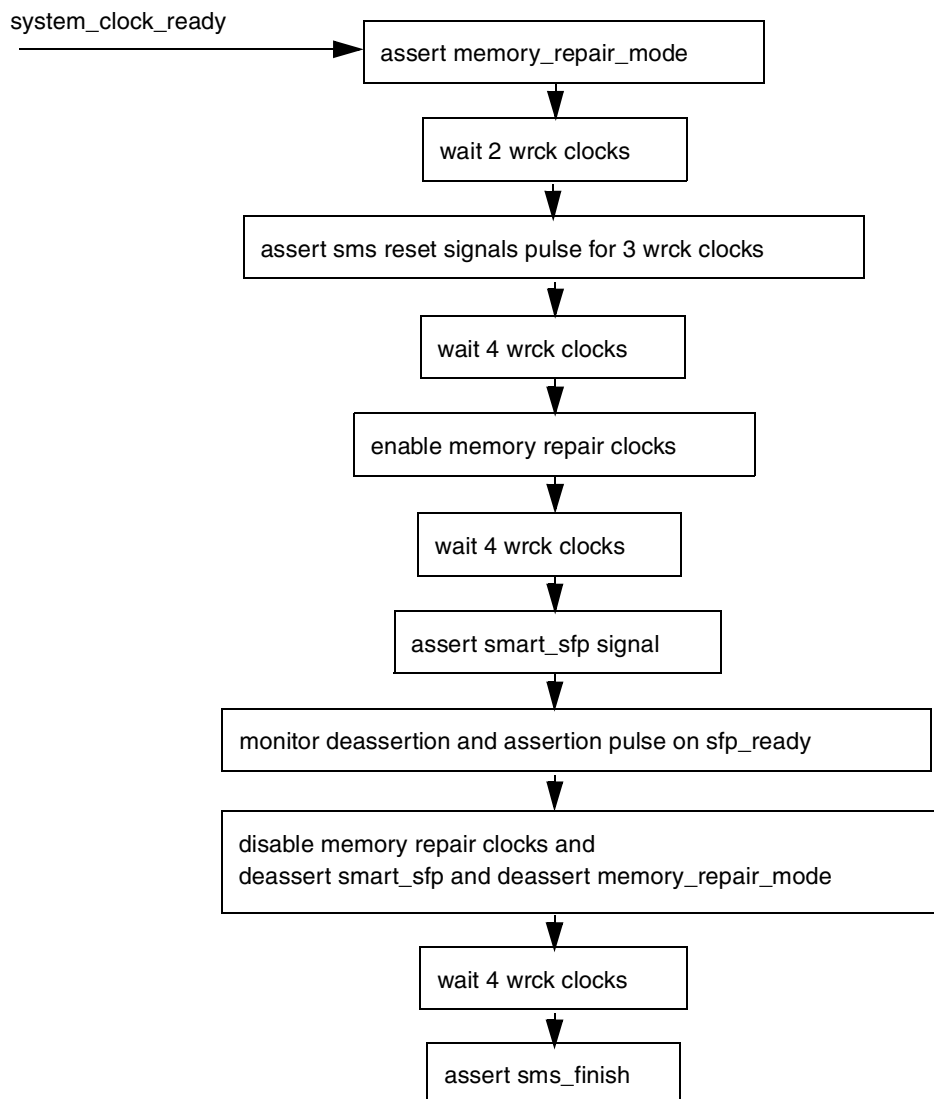 system_clock_ready
assert memory_repair_mode
wait 2 wrck clocks
assert sms reset signals pulse for 3 wrck clocks
wait 4 wrck clocks
enable memory repair clocks
wait 4 wrck clocks
assert smart_sfp signal
monitor deassertion and assertion pulse on sfp_ready
disable memory repair clocks and
deassert smart_sfp and deassert memory_repair_mode
wait 4 wrck clocks
assert sms_finish